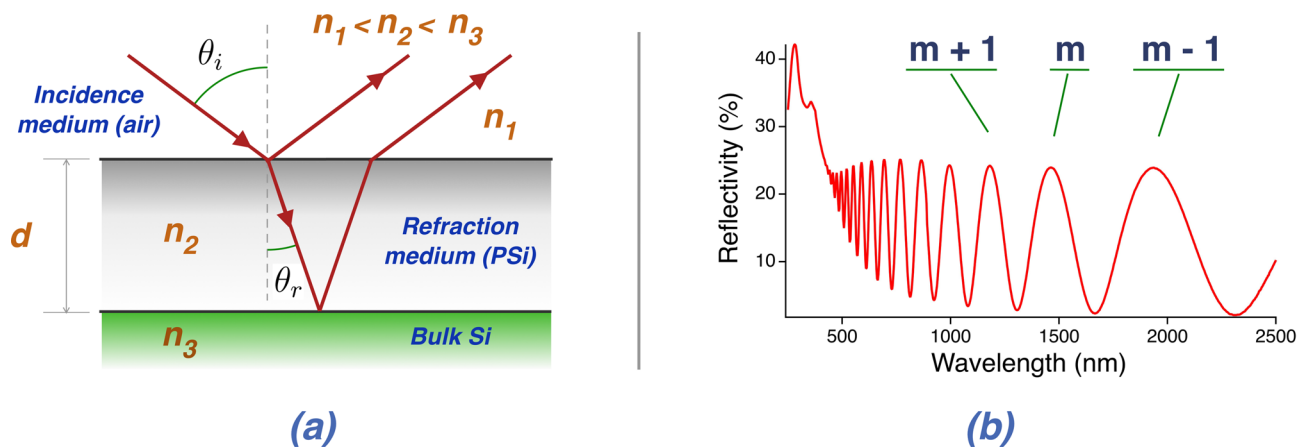 n1 < n2 < n3
θi
Incidence
medium (air)
n1
d
n2
Refraction
medium (PSi)
θr
n3
Bulk Si
(a)
m + 1
m
m - 1
Reflectivity (%)
40
30
20
10
500
1000
1500
2000
2500
Wavelength (nm)
(b)